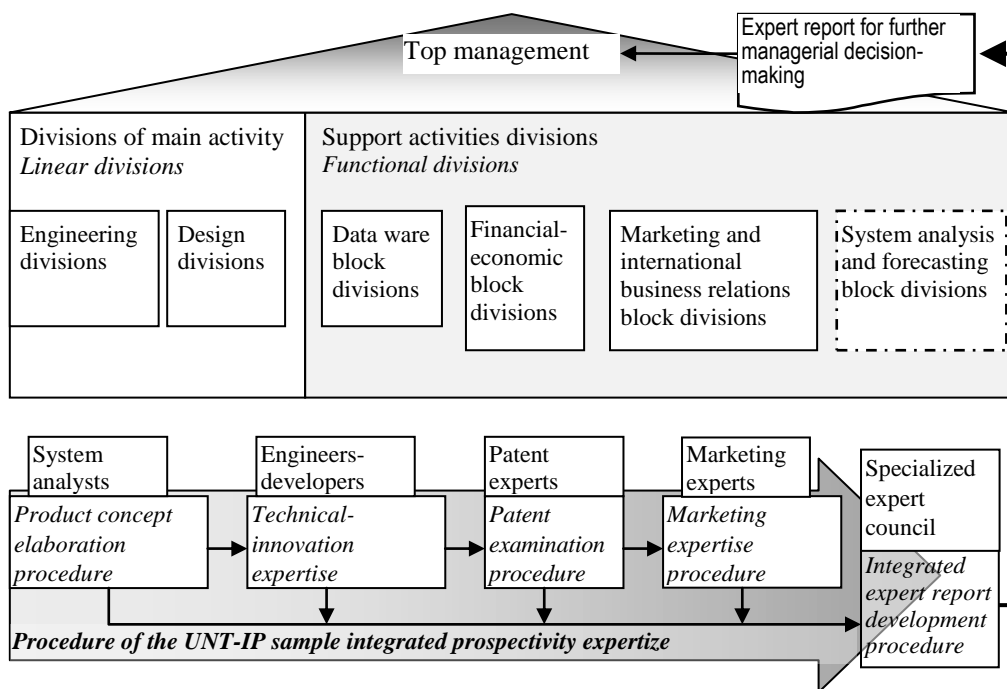 Top management
Expert report for further
managerial decision-
making
Divisions of main activity
Linear divisions
Support activities divisions
Functional divisions
Engineering
divisions
Design
divisions
Data ware
block
divisions
Financial-
economic
block
divisions
Marketing and
international
business relations
block divisions
System analysis
and forecasting
block divisions
System
analysts
Product concept
elaboration
procedure
Engineers-
developers
Technical-
innovation
expertise
Patent
experts
Patent
examination
procedure
Marketing
experts
Marketing
expertise
procedure
Specialized
expert
council
Integrated
expert report
development
procedure
Procedure of the UNT-IP sample integrated prospectivity expertize